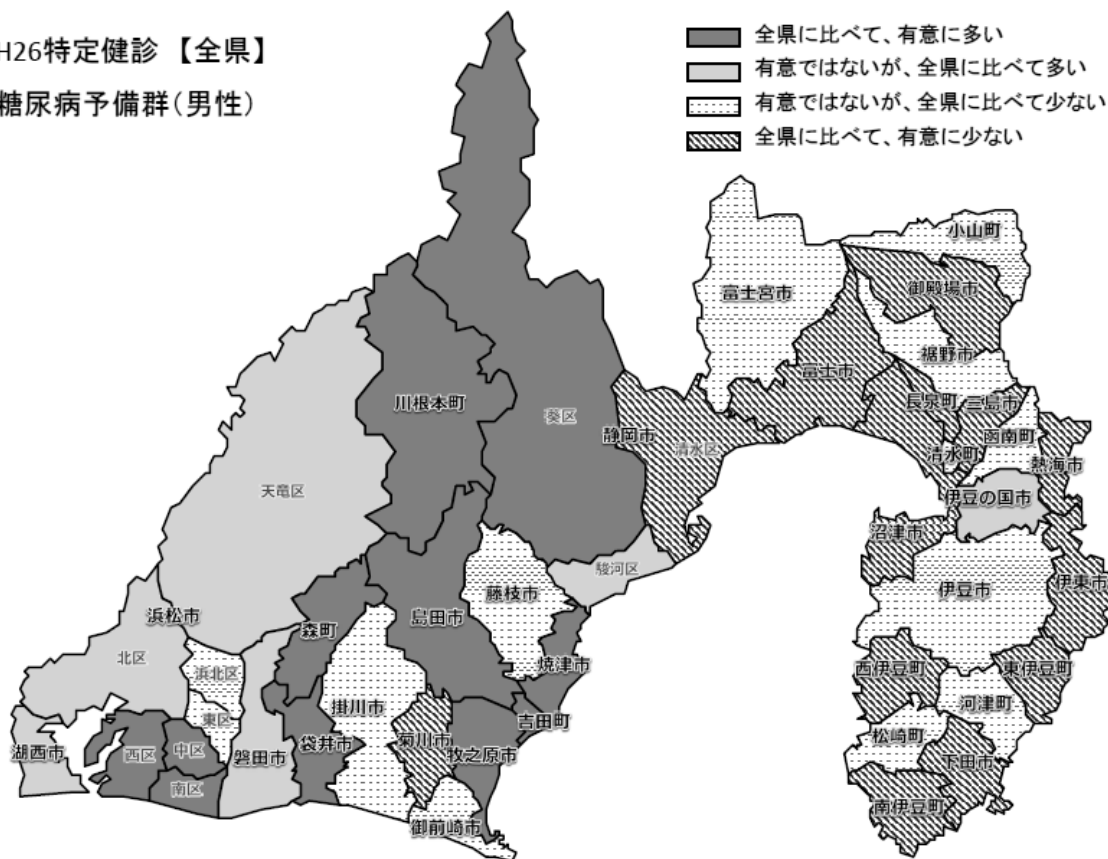 H26特定健診 【全県】
糖尿病予備群(男性)
全県に比べて、有意に多い
有意ではないが、全県に比べて多い
有意ではないが、全県に比べて少ない
全県に比べて、有意に少ない
小山町
御殿場市
富士宮市
裾野市
富士市
長泉町
三島市
川根本町
葵区
静岡市
清水区
函南町
清水町
熱海市
伊豆の国市
天竜区
沼津市
駿河区
藤枝市
伊豆市
伊東市
浜松市
島田市
森町
北区
浜北区
焼津市
西伊豆町
東伊豆町
東区
掛川市
河津町
吉田町
松崎町
湖西市
西区
中区
磐田市
袋井市
菊川市
牧之原市
下田市
南区
南伊豆町
御前崎市